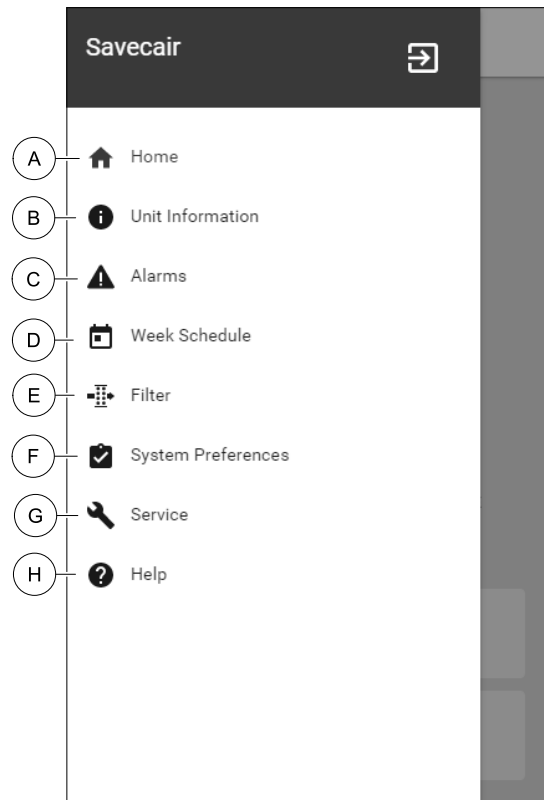 Savecair
A Home
B Unit Information
C Alarms
D Week Schedule
E Filter
F System Preferences
G Service
H Help